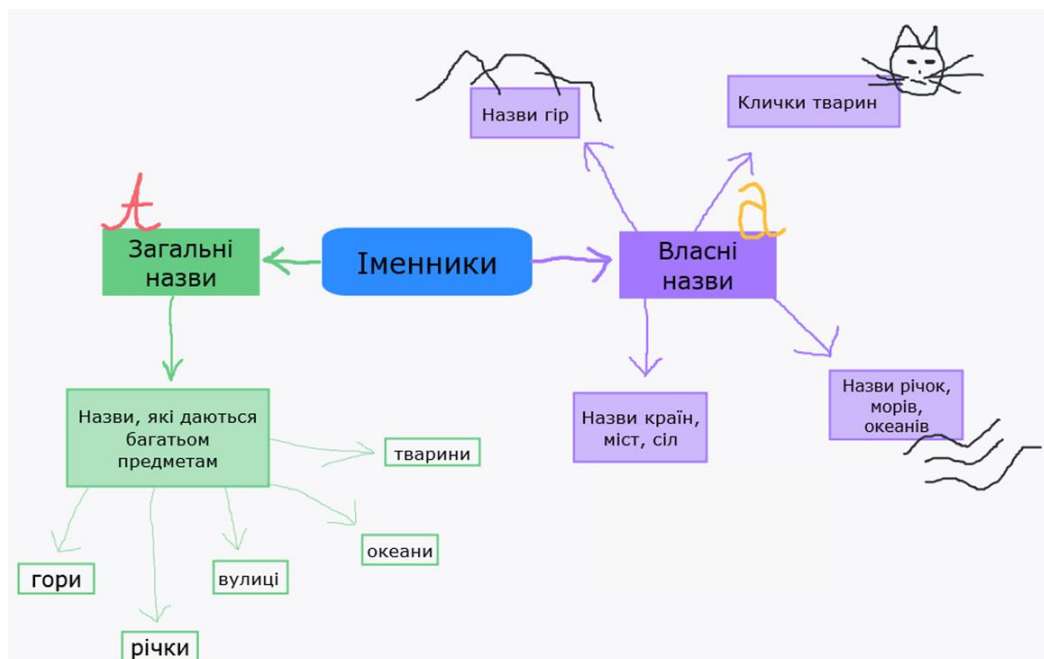 Назви гір
Клички тварин
A
a
Загальні
назви
Іменники
Власні
назви
Назви, які даються
багатьом
предметам
Назви країн,
міст, сіл
Назви річок,
морів,
океанів
тварини
океани
гори
вулиці
річки